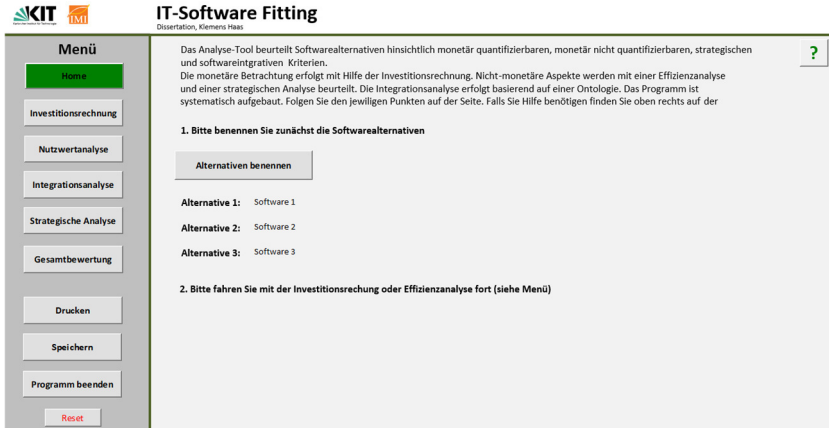 KIT
IMI
IT-Software Fitting
Dissertation, Klemens Haas
Menü
Home
Investitionsrechnung
Nutzwertanalyse
Integrationsanalyse
Strategische Analyse
Gesamtbewertung
Drucken
Speichern
Programm beenden
Reset
Das Analyse-Tool beurteilt Softwarealternativen hinsichtlich monetär quantifizierbaren, monetär nicht quantifizierbaren, strategischen
und softwareintgrativen Kriterien.
Die monetäre Betrachtung erfolgt mit Hilfe der Investitionsrechnung. Nicht-monetäre Aspekte werden mit einer Effizienzanalyse
und einer strategischen Analyse beurteilt. Die Integrationsanalyse erfolgt basierend auf einer Ontologie. Das Programm ist
systematisch aufgebaut. Folgen Sie den jewiligen Punkten auf der Seite. Falls Sie Hilfe benötigen finden Sie oben rechts auf der
?
1. Bitte benennen Sie zunächst die Softwarealternativen
Alternativen benennen
Alternative 1: Software 1
Alternative 2: Software 2
Alternative 3: Software 3
2. Bitte fahren Sie mit der Investitionsrechung oder Effizienzanalyse fort (siehe Menü)